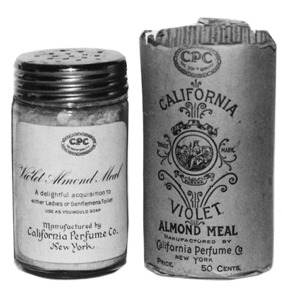 CPC
Violet Almond Meal
A delightful acquisition to
either Ladies or Gentlemens Toilet
USE AS YOU WOULD SOAP
Manufactured by
California Perfume Co.
New York
CPC
CALIFORNIA
TRADE MARK
VIOLET
ALMOND MEAL
MANUFACTURED BY
CALIFORNIA PERFUME Co
NEW YORK
PRICE, 50 CENTS.